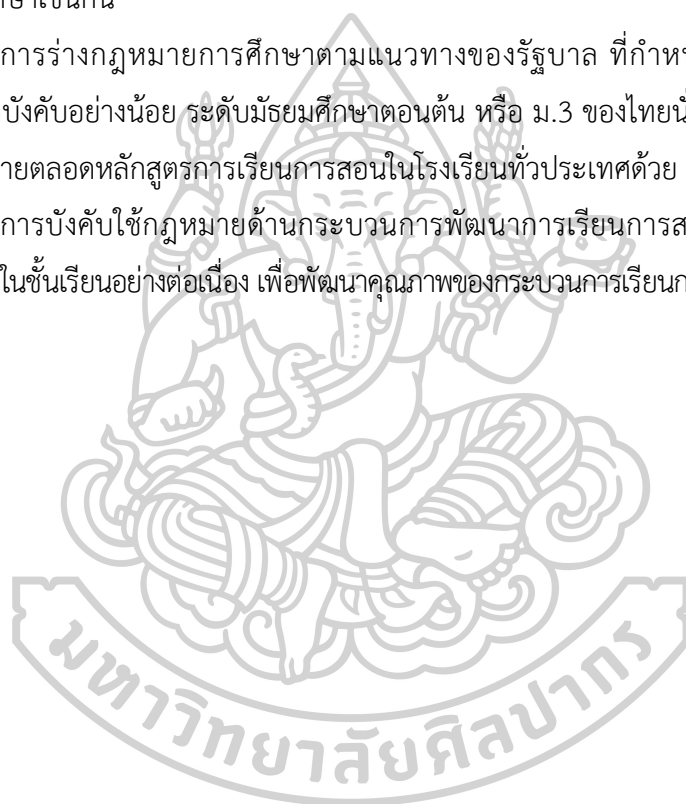 การร่างกฎหมายการศึกษาตามแนวทางของรัฐบาล ที่กำห
บังคับอย่างน้อย ระดับมัธยมศึกษาตอนต้น หรือ ม.3 ของไทยนั
ายตลอดหลักสูตรการเรียนการสอนในโรงเรียนทั่วประเทศด้วย
การบังคับใช้กฎหมายด้านกระบวนการพัฒนาการเรียนการส
ในชั้นเรียนอย่างต่อเนื่อง เพื่อพัฒนาคุณภาพของกระบวนการเรียนก
มหาวิทยาลัยศิลปากร